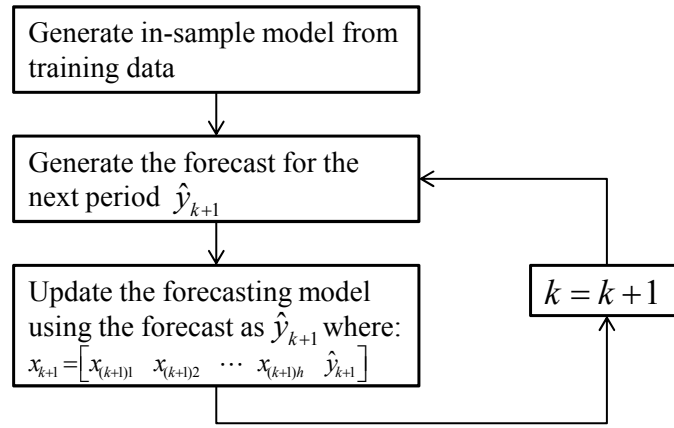 Generate in-sample model from
training data
Generate the forecast for the
next period ŷ_{k+1}
Update the forecasting model
using the forecast as ŷ_{k+1} where:
x_{k+1} = [x_{(k+1)1} x_{(k+1)2} ⋯ x_{(k+1)h} ŷ_{k+1}]
k = k + 1